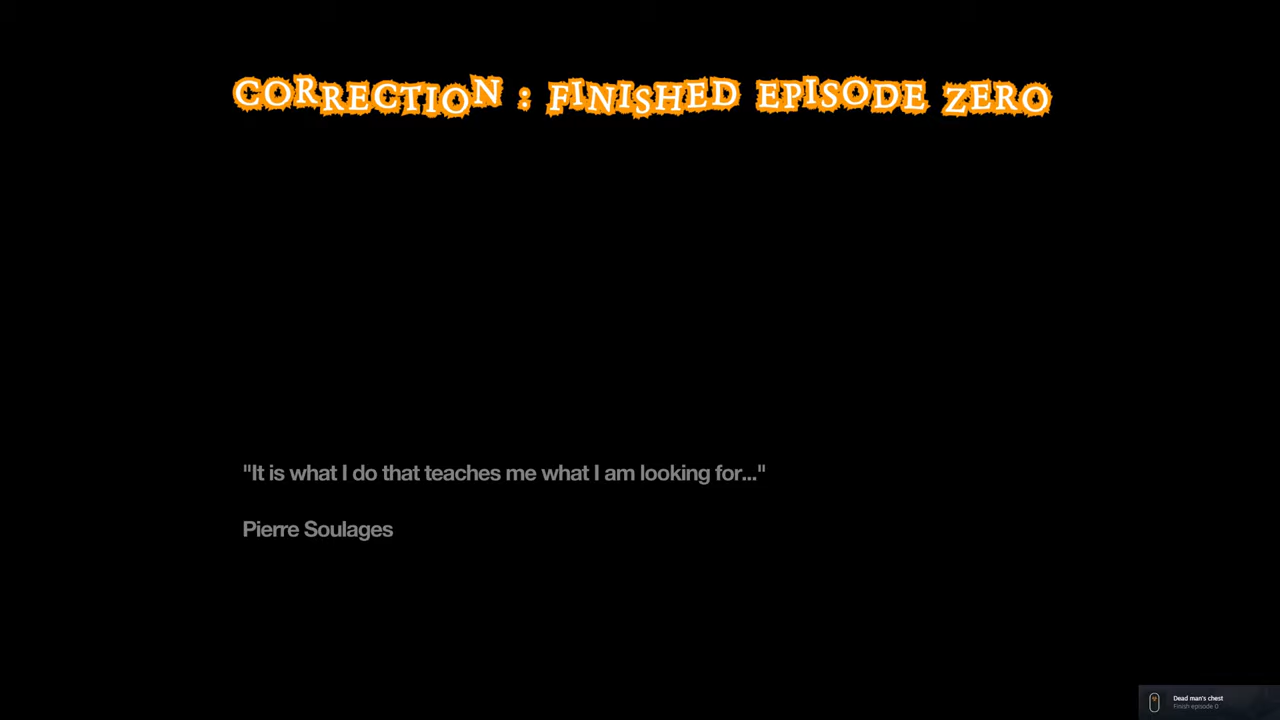 CORRECTION : FINISHED EPISODE ZERO
"It is what I do that teaches me what I am looking for..."
Pierre Soulages
Dead man's chest
Finish episode 0